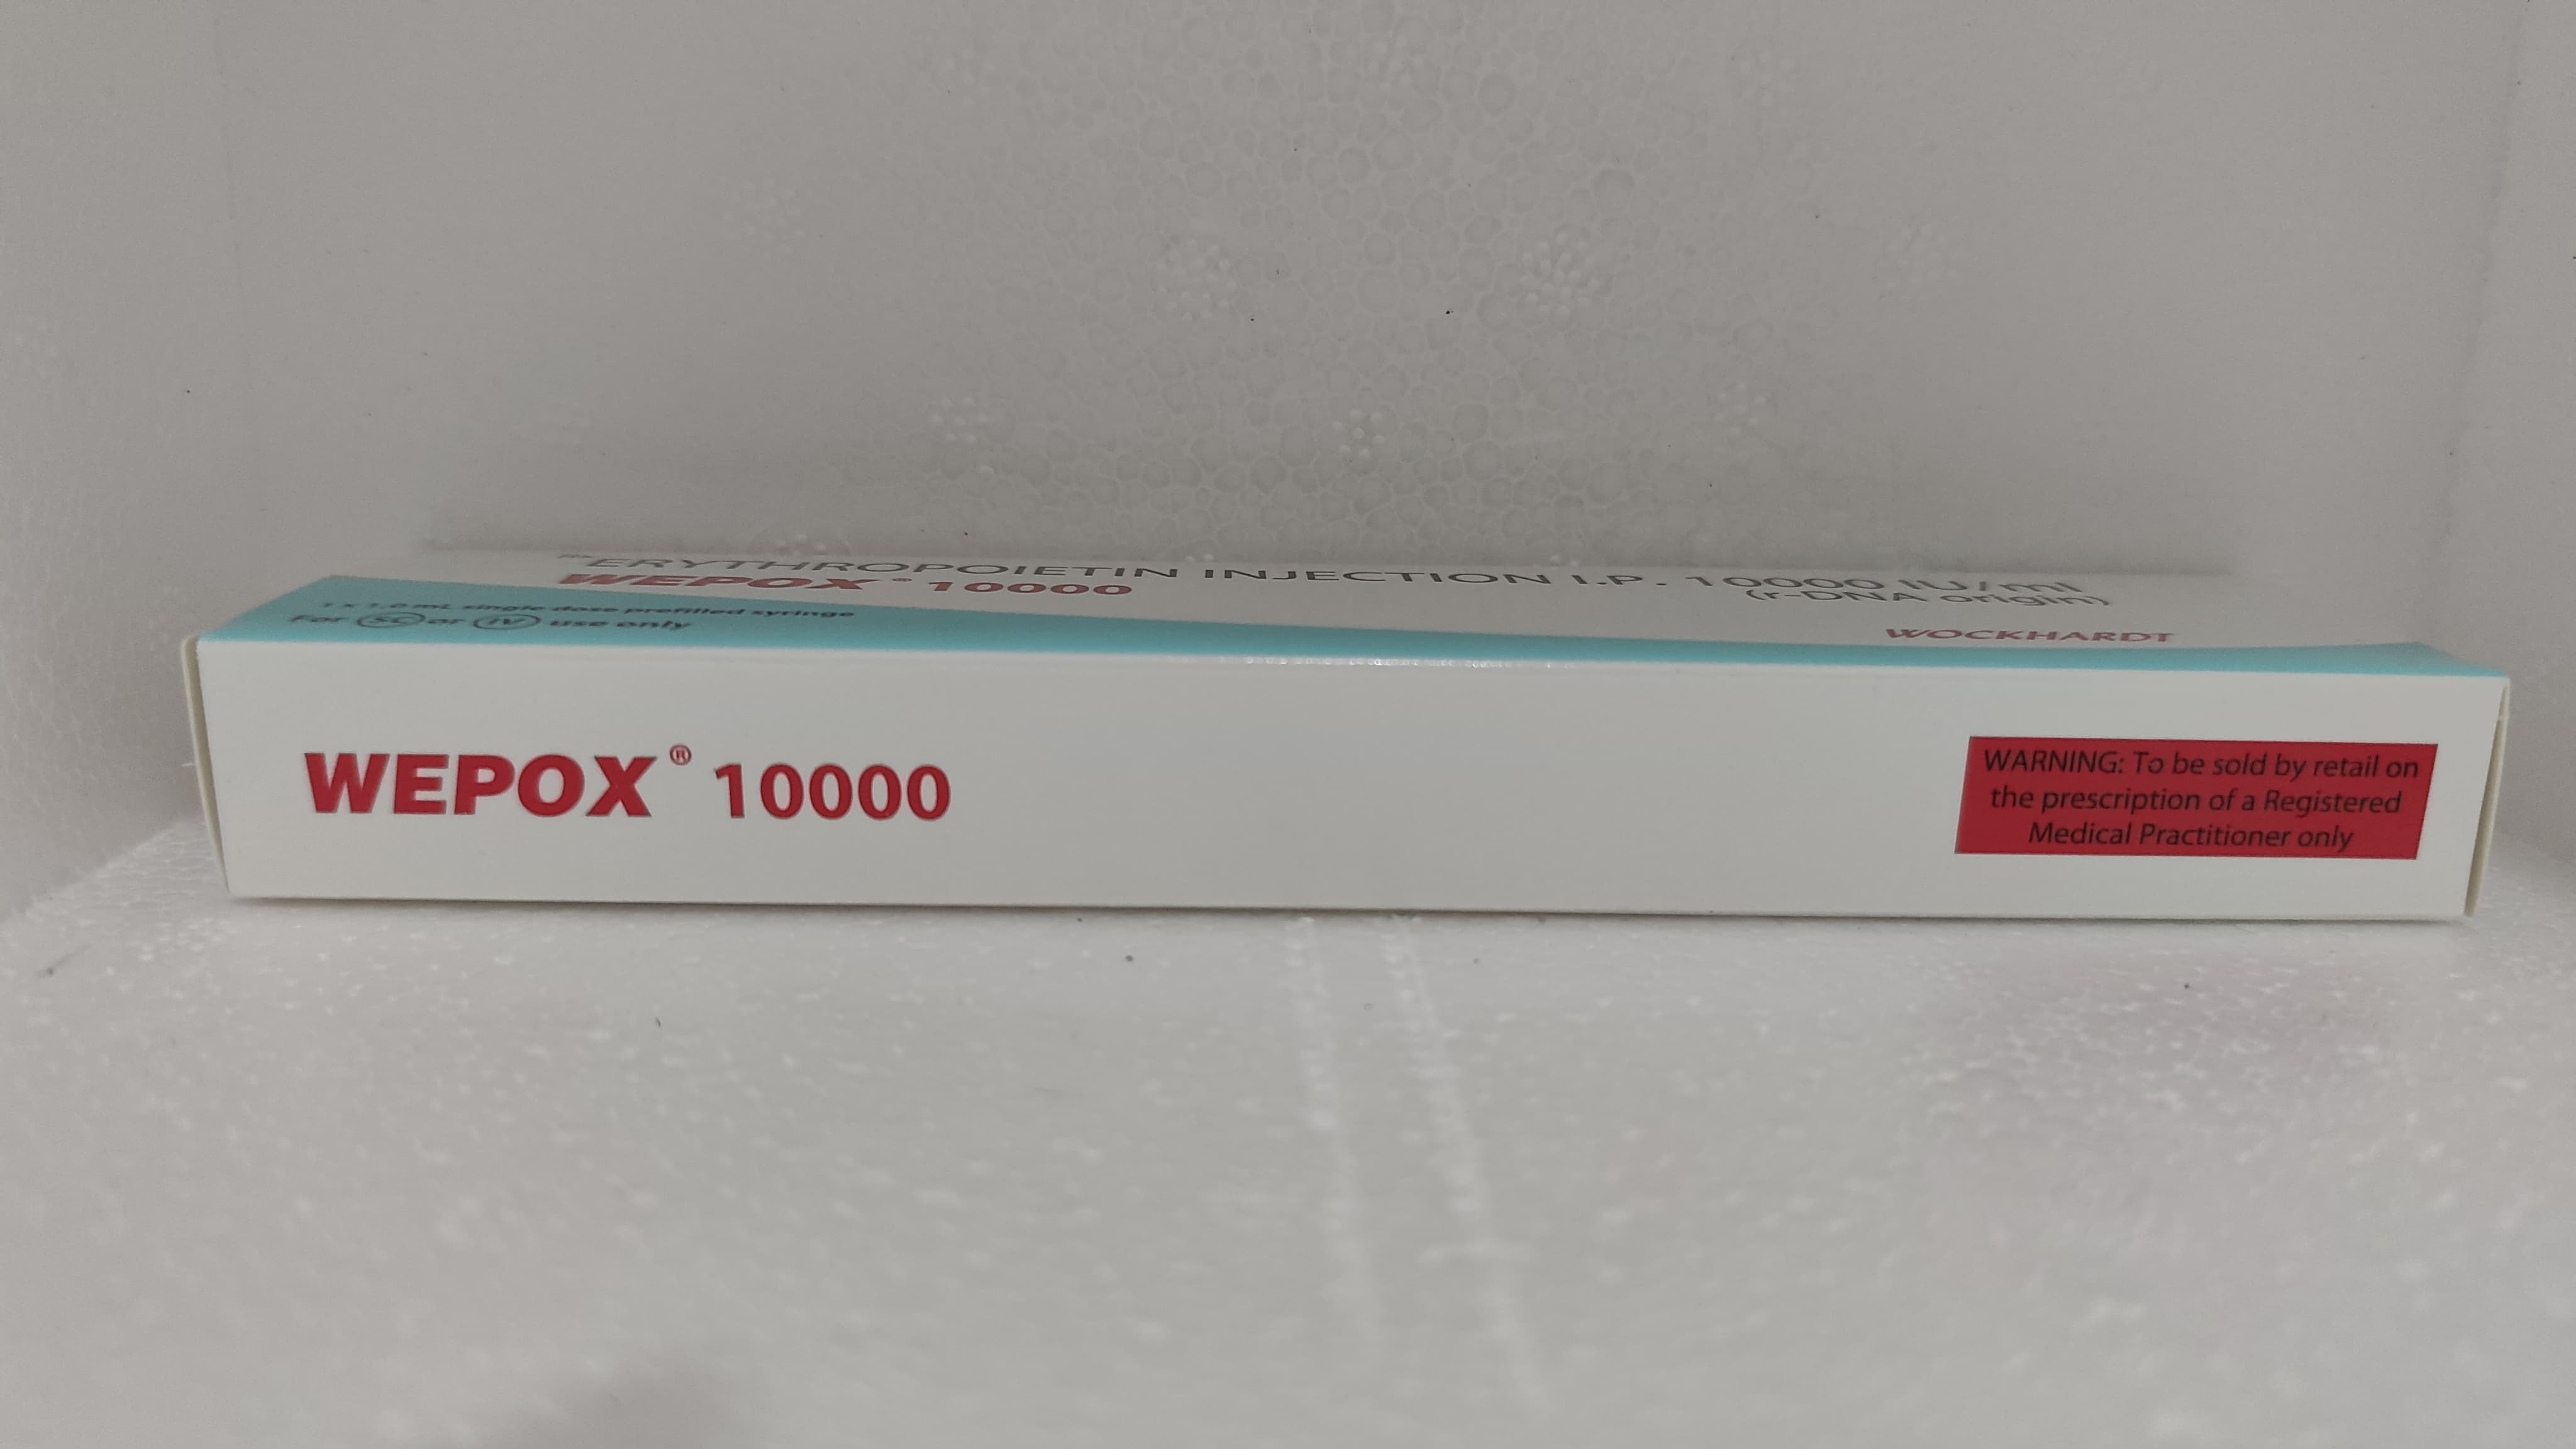 ERYTHROPOIETIN INJECTION I.P. 10000 IU/ml
(r-DNA origin)
WEPOX® 10000
1 x 1.0 mL single dose prefilled syringe
For SC or IV use only
WOCKHARDT
WEPOX® 10000
WARNING: To be sold by retail on
the prescription of a Registered
Medical Practitioner only